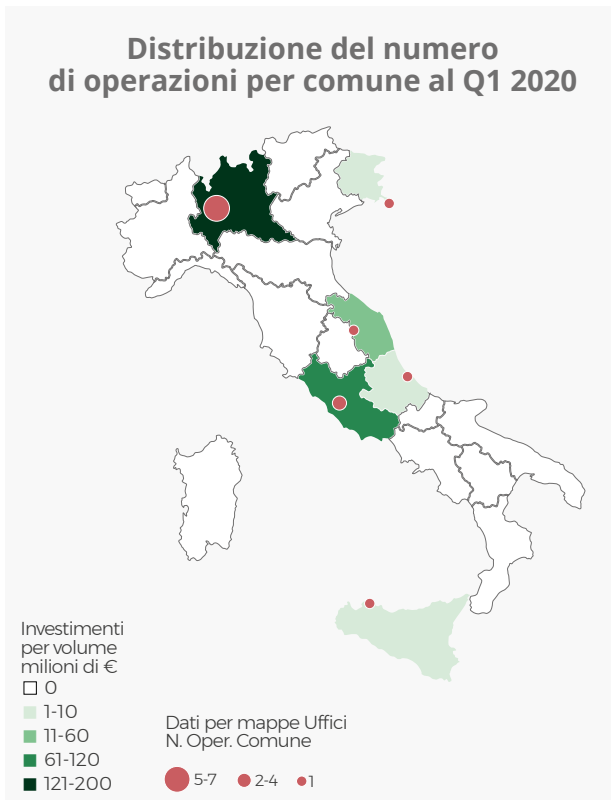 Distribuzione del numero
di operazioni per comune al Q1 2020
Investimenti
per volume
milioni di €
0
1-10
11-60
61-120
121-200
Dati per mappe Uffici
N. Oper. Comune
5-7 2-4 1